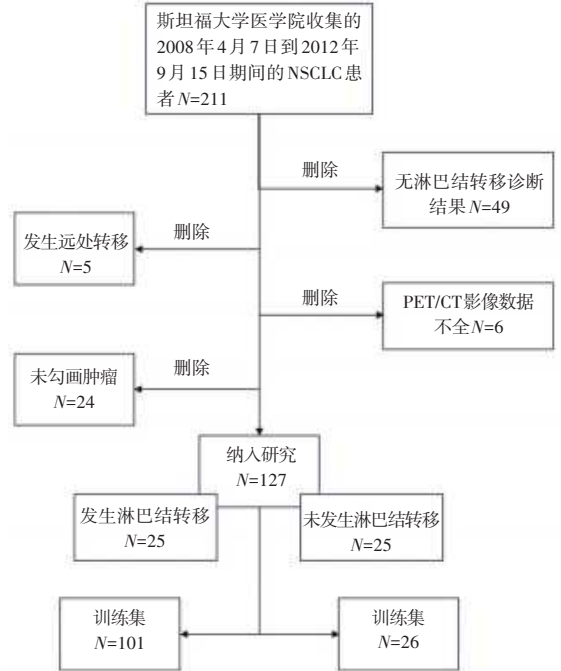 斯坦福大学医学院收集的
2008年4月7日到2012年
9月15日期间的NSCLC患
者N=211
删除
无淋巴结转移诊断
结果N=49
删除
发生远处转移
N=5
删除
PET/CT影像数据
不全N=6
删除
未勾画肿瘤
N=24
纳入研究
N=127
发生淋巴结转移
N=25
未发生淋巴结转移
N=25
训练集
N=101
训练集
N=26